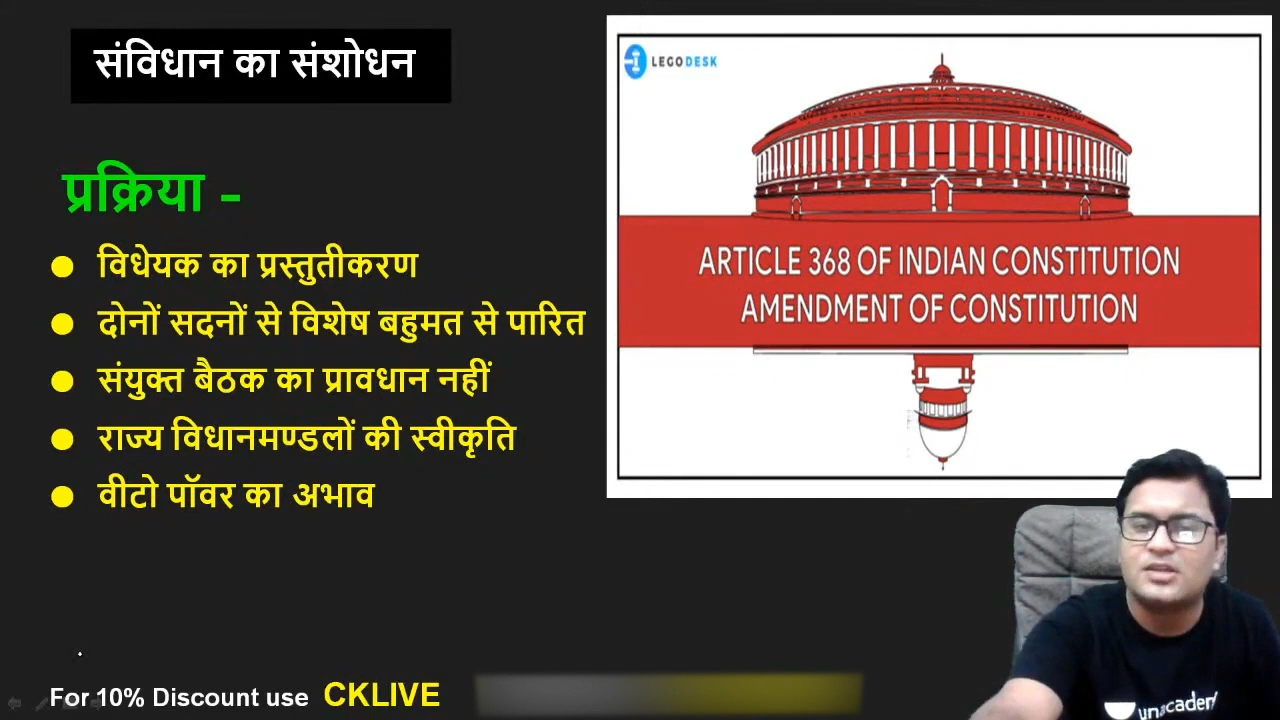 संविधान का संशोधन
प्रक्रिया -
विधेयक का प्रस्तुतीकरण
दोनों सदनों से विशेष बहुमत से पारित
संयुक्त बैठक का प्रावधान नहीं
राज्य विधानमण्डलों की स्वीकृति
वीटो पॉवर का अभाव
LEGODESK
ARTICLE 368 OF INDIAN CONSTITUTION
AMENDMENT OF CONSTITUTION
unacademy
For 10% Discount use CKLIVE